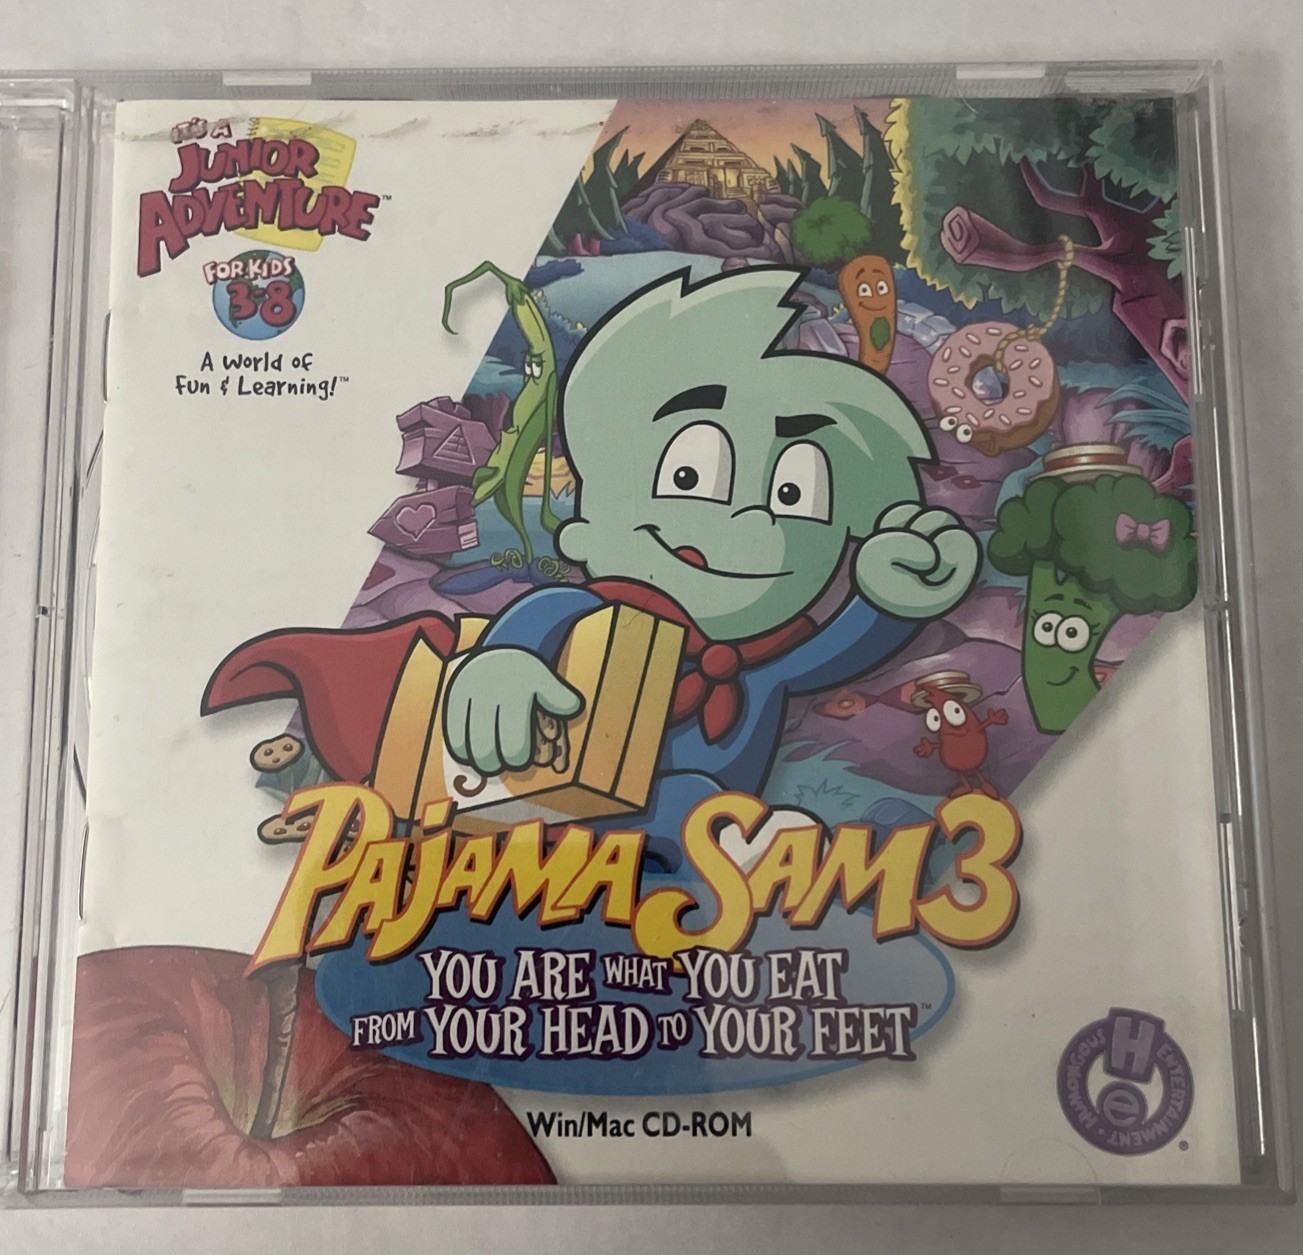 IT'S A
JUNIOR
ADVENTURE™
FOR KIDS
3-8
A World of
Fun & Learning!™
PAJAMA SAM 3
YOU ARE WHAT YOU EAT
FROM YOUR HEAD TO YOUR FEET™
Win/Mac CD-ROM
HUMONGOUS ENTERTAINMENT
H
e
®